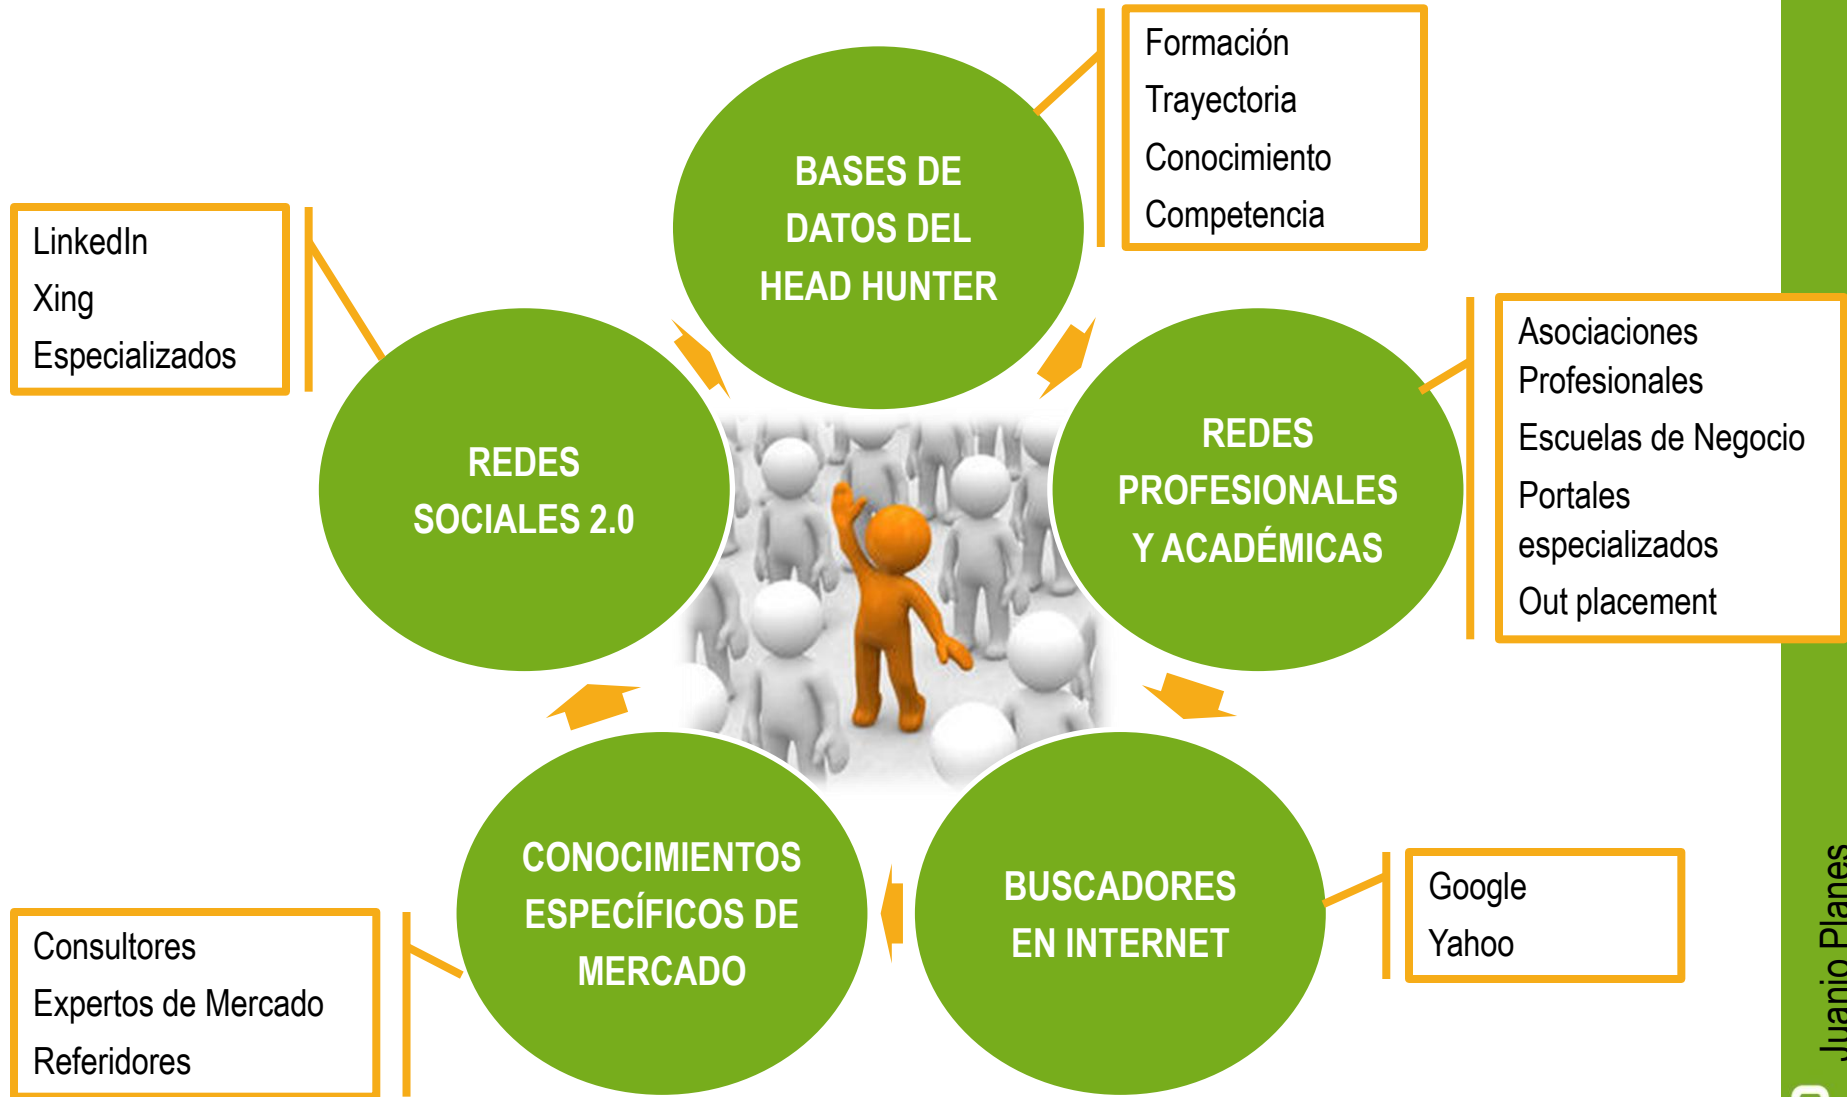 BASES DE
DATOS DEL
HEAD HUNTER
Formación
Trayectoria
Conocimiento
Competencia
LinkedIn
Xing
Especializados
REDES
SOCIALES 2.0
REDES
PROFESIONALES
Y ACADÉMICAS
Asociaciones
Profesionales
Escuelas de Negocio
Portales
especializados
Out placement
CONOCIMIENTOS
ESPECÍFICOS DE
MERCADO
Consultores
Expertos de Mercado
Referidores
BUSCADORES
EN INTERNET
Google
Yahoo
Juanjo Planes